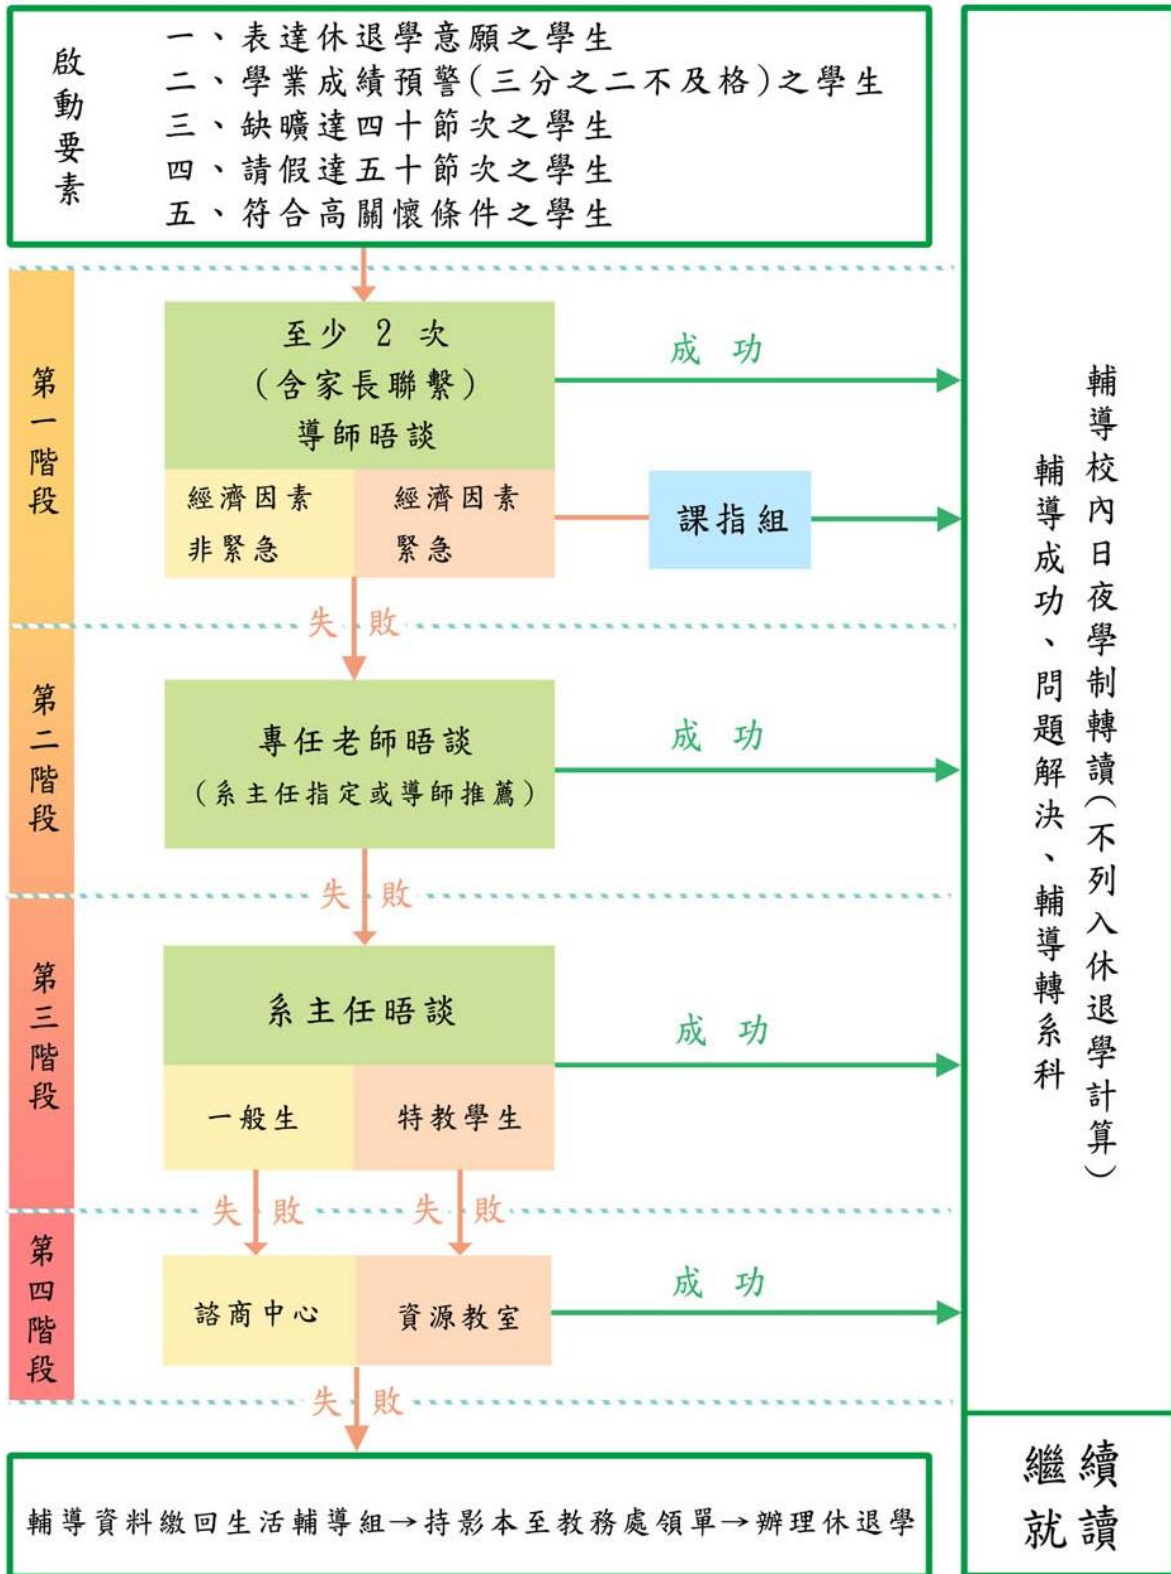 啟動要素
一、表達休退學意願之學生
二、學業成績預警(三分之二不及格)之學生
三、缺曠達四十節次之學生
四、請假達五十節次之學生
五、符合高關懷條件之學生
第一階段
至少 2 次
(含家長聯繫)
導師晤談
成功
經濟因素
非緊急
經濟因素
緊急
課指組
失敗
第二階段
專任老師晤談
(系主任指定或導師推薦)
成功
失敗
第三階段
系主任晤談
成功
一般生
特教學生
失敗
失敗
第四階段
諮商中心
資源教室
成功
失敗
輔導資料繳回生活輔導組→持影本至教務處領單→辦理休退學
輔導校內日夜學制轉讀(不列入休退學計算)
輔導成功、問題解決、輔導轉系科
繼續
就讀